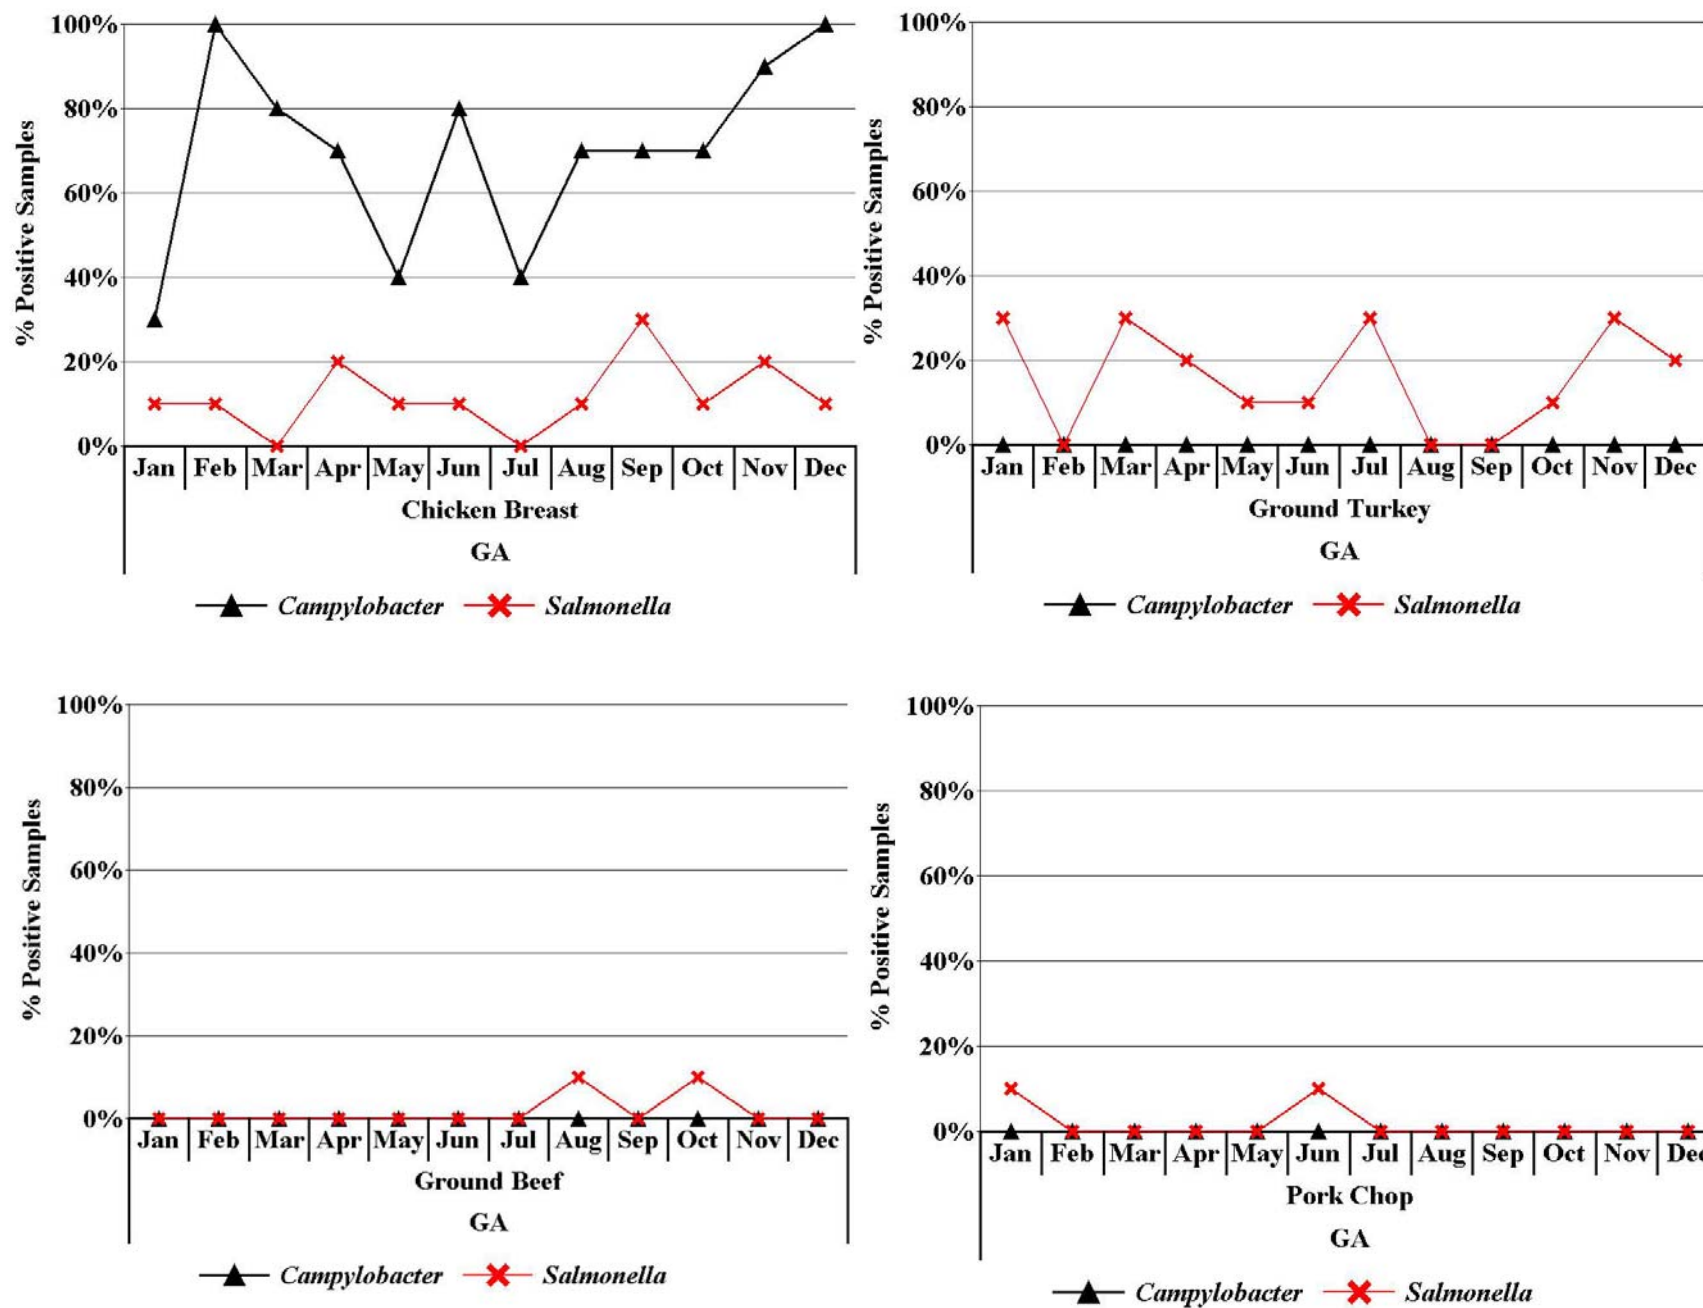 100%
80%
60%
40%
20%
0%
% Positive Samples
Jan Feb Mar Apr May Jun Jul Aug Sep Oct Nov Dec
Chicken Breast
GA
Campylobacter Salmonella
100%
80%
60%
40%
20%
0%
% Positive Samples
Jan Feb Mar Apr May Jun Jul Aug Sep Oct Nov Dec
Ground Turkey
GA
Campylobacter Salmonella
100%
80%
60%
40%
20%
0%
% Positive Samples
Jan Feb Mar Apr May Jun Jul Aug Sep Oct Nov Dec
Ground Beef
GA
Campylobacter Salmonella
100%
80%
60%
40%
20%
0%
% Positive Samples
Jan Feb Mar Apr May Jun Jul Aug Sep Oct Nov Dec
Pork Chop
GA
Campylobacter Salmonella